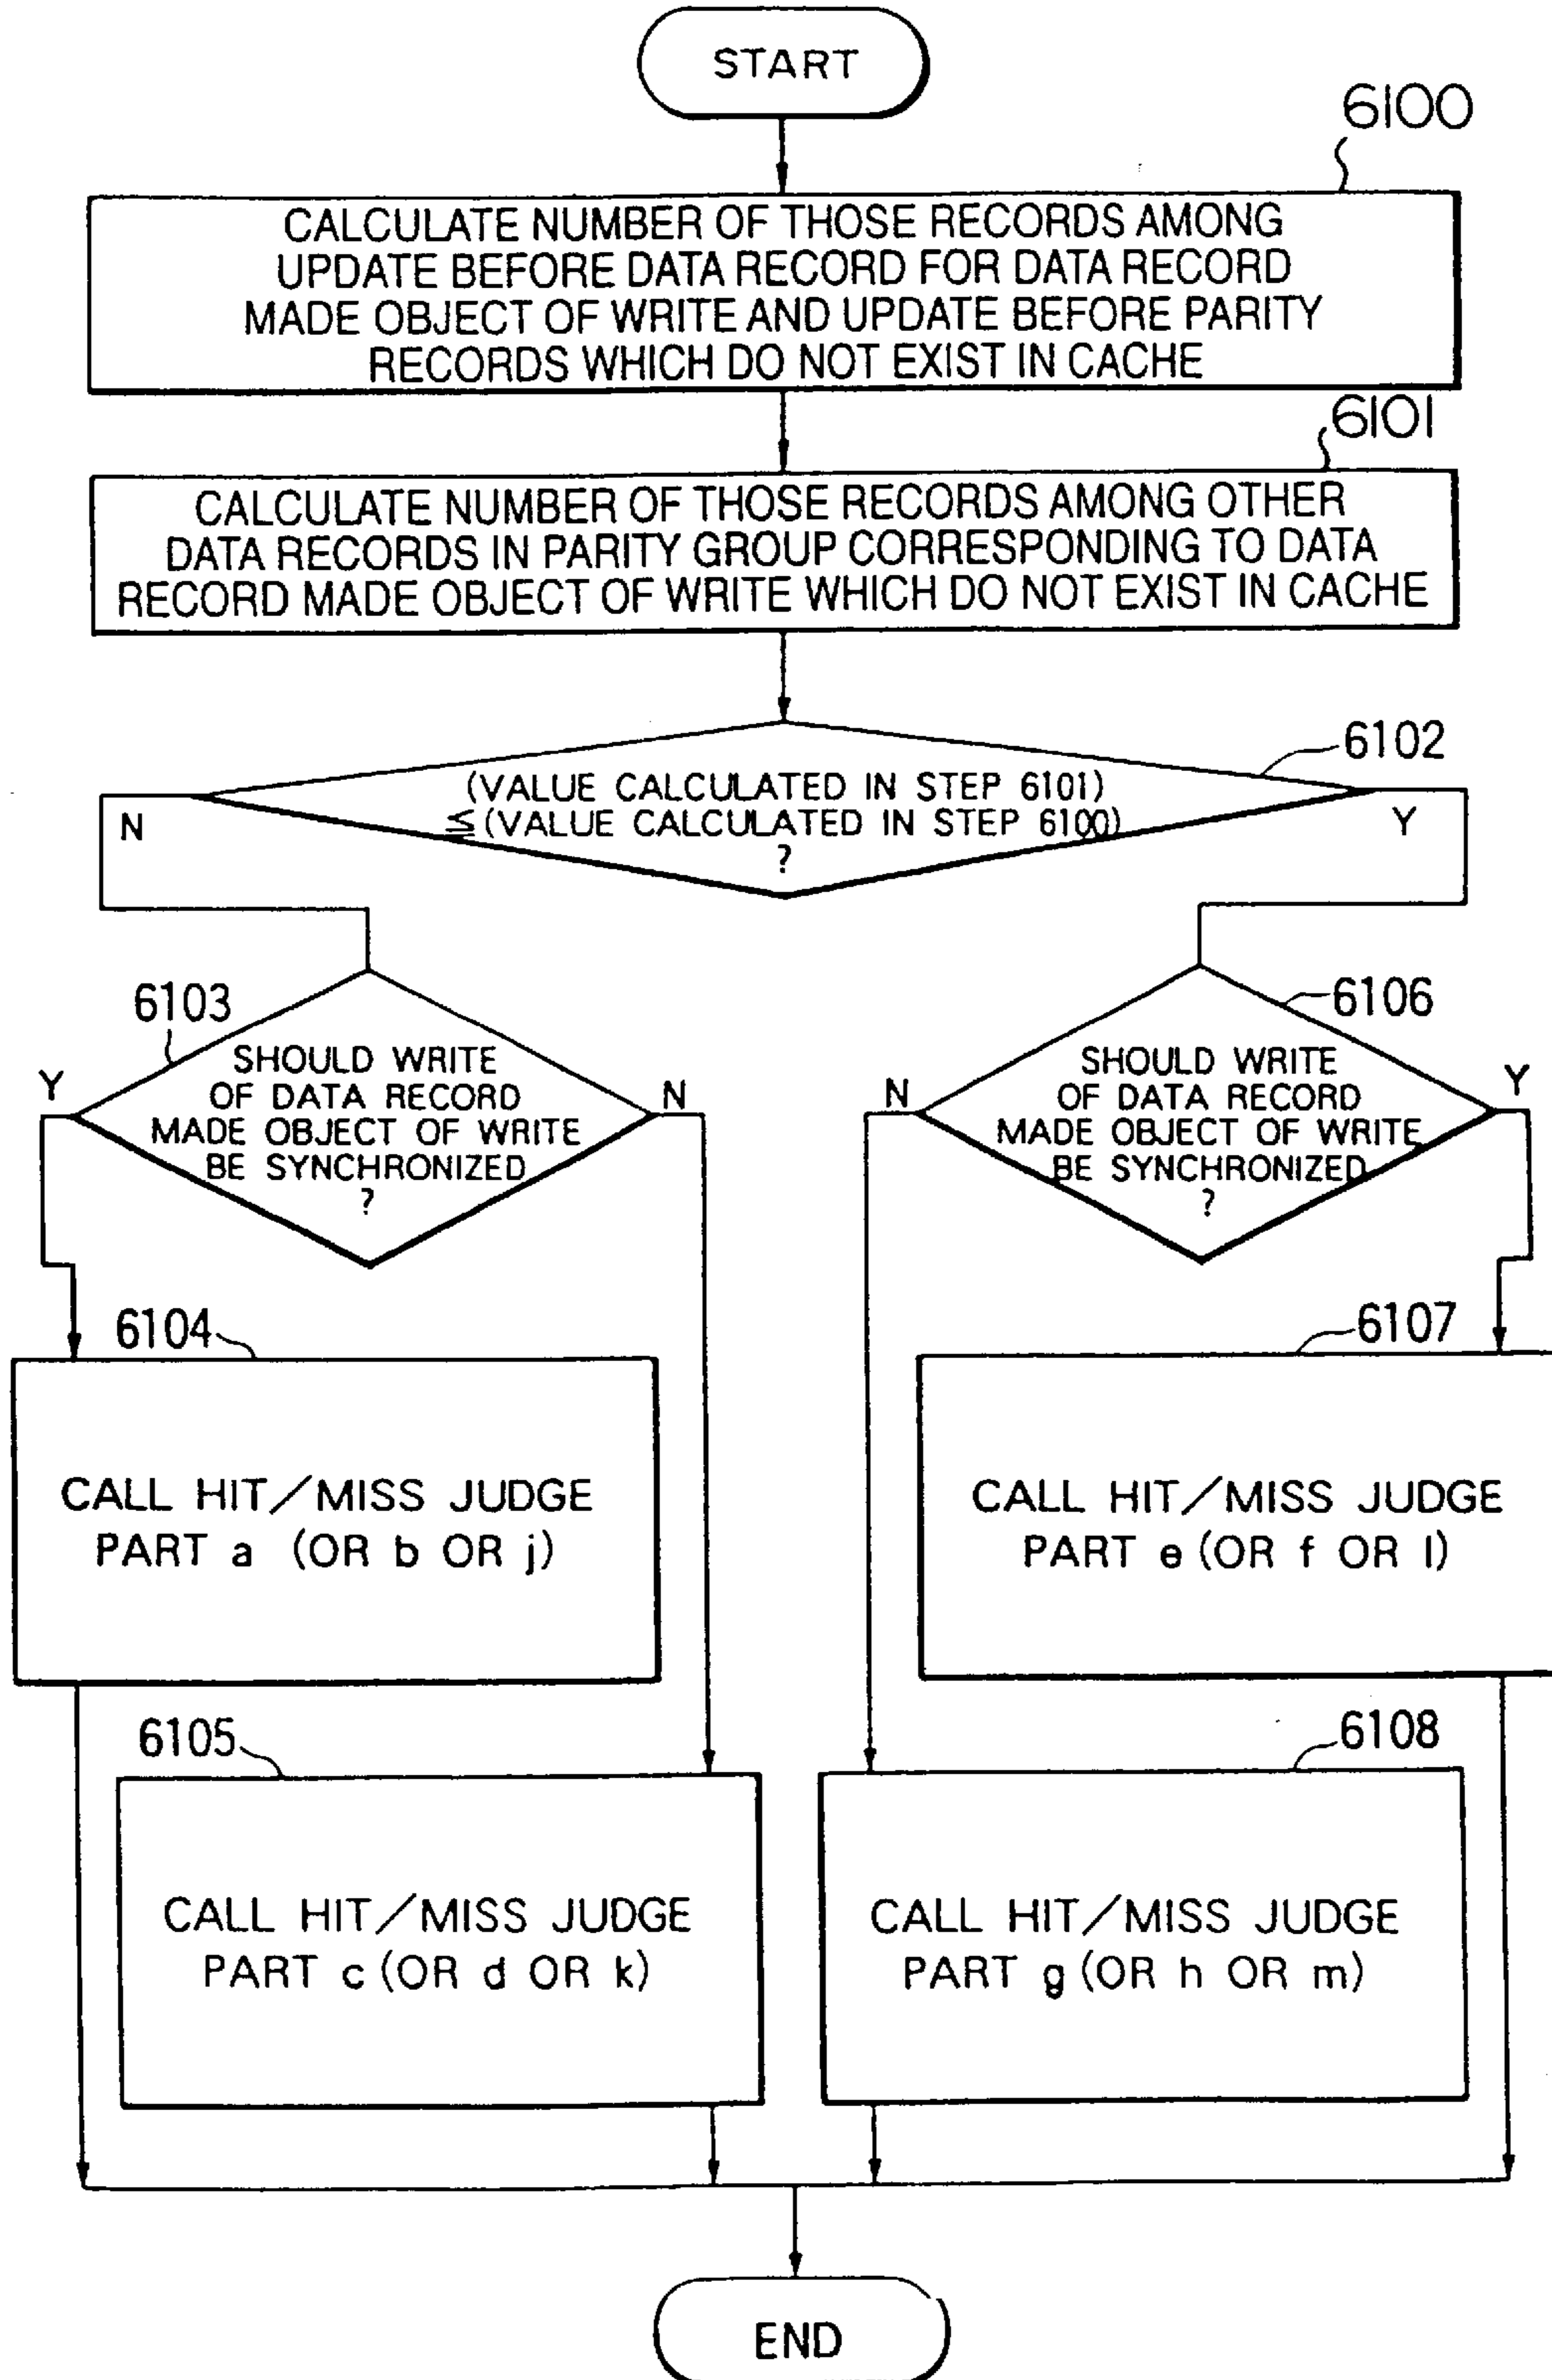 START
6100
CALCULATE NUMBER OF THOSE RECORDS AMONG
UPDATE BEFORE DATA RECORD FOR DATA RECORD
MADE OBJECT OF WRITE AND UPDATE BEFORE PARITY
RECORDS WHICH DO NOT EXIST IN CACHE
6101
CALCULATE NUMBER OF THOSE RECORDS AMONG OTHER
DATA RECORDS IN PARITY GROUP CORRESPONDING TO DATA
RECORD MADE OBJECT OF WRITE WHICH DO NOT EXIST IN CACHE
6102
(VALUE CALCULATED IN STEP 6101)
≦(VALUE CALCULATED IN STEP 6100)
?
N
Y
6103
SHOULD WRITE
OF DATA RECORD
MADE OBJECT OF WRITE
BE SYNCHRONIZED
?
Y
N
6106
SHOULD WRITE
OF DATA RECORD
MADE OBJECT OF WRITE
BE SYNCHRONIZED
?
N
Y
6104
CALL HIT/MISS JUDGE
PART a (OR b OR j)
6107
CALL HIT/MISS JUDGE
PART e (OR f OR l)
6105
CALL HIT/MISS JUDGE
PART c (OR d OR k)
6108
CALL HIT/MISS JUDGE
PART g (OR h OR m)
END